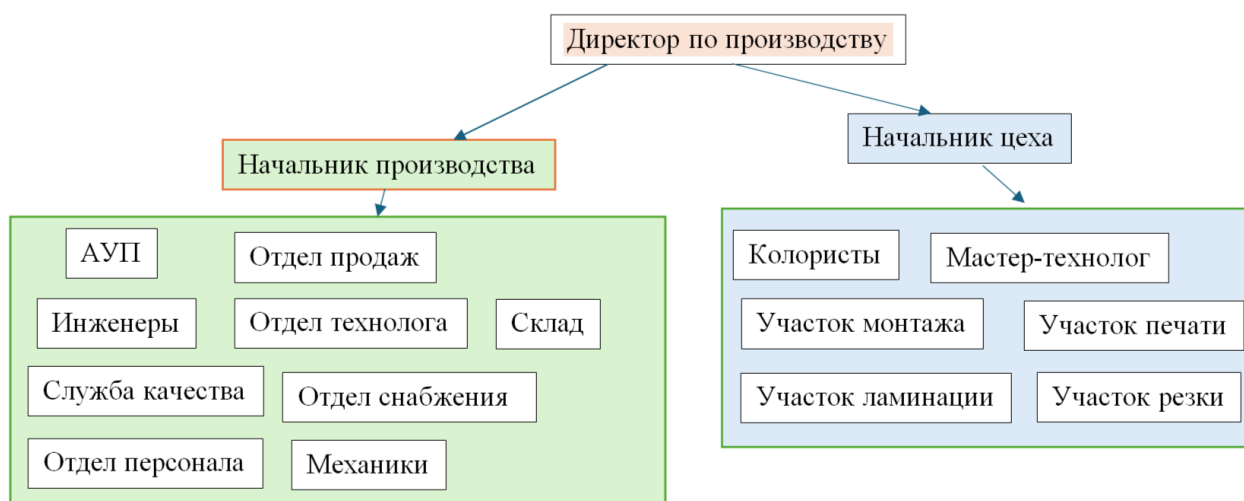 Директор по производству
Начальник производства
Начальник цеха
АУП
Отдел продаж
Инженеры
Отдел технолога
Склад
Служба качества
Отдел снабжения
Отдел персонала
Механики
Колористы
Мастер-технолог
Участок монтажа
Участок печати
Участок ламинации
Участок резки